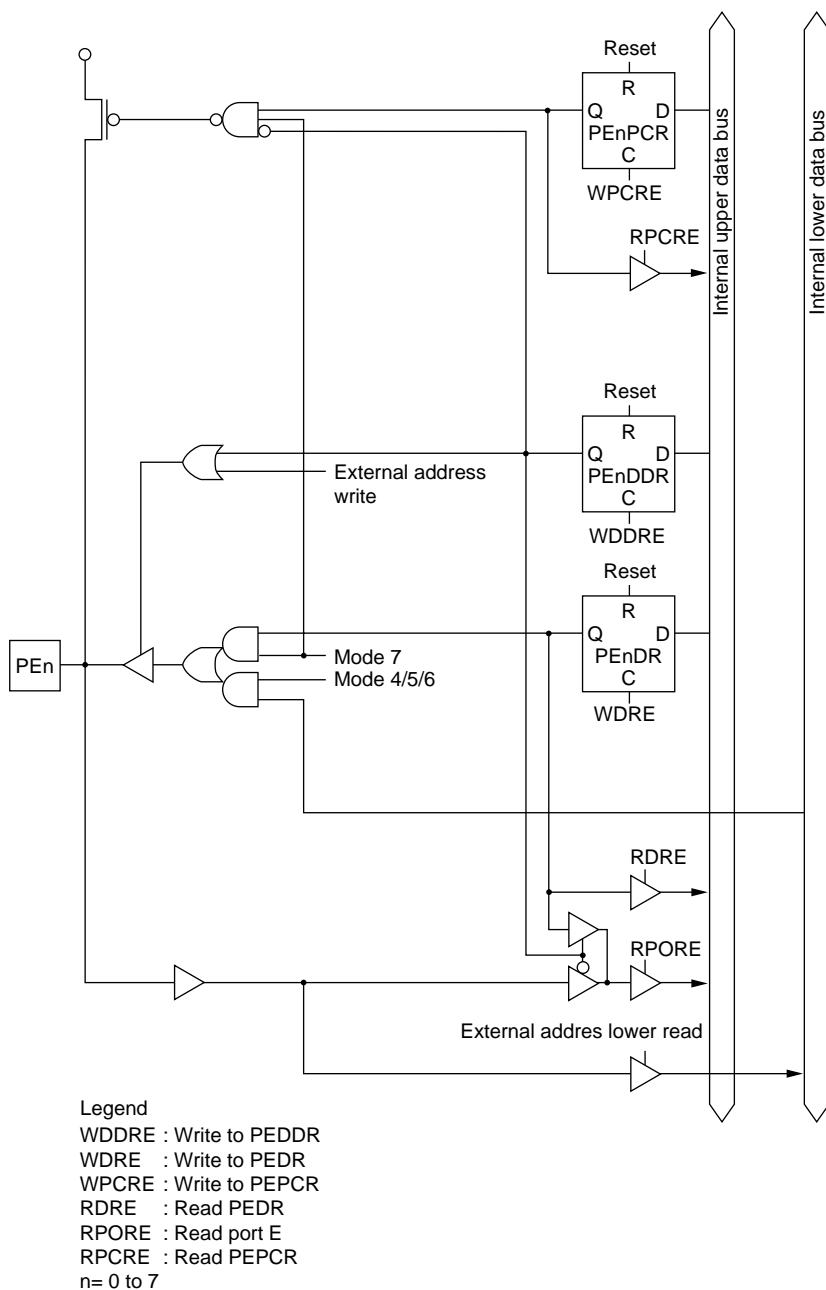 Reset
R
Q D
PEnPCR
C
WPCRE
RPCRE
Internal upper data bus
Internal lower data bus
Reset
R
Q D
PEnDDR
C
WDDRE
External address
write
Reset
R
Q D
PEnDR
C
WDRE
PEn
Mode 7
Mode 4/5/6
RDRE
RPORE
External addres lower read
Legend
WDDRE : Write to PEDDR
WDRE : Write to PEDR
WPCRE : Write to PEPCR
RDRE : Read PEDR
RPORE : Read port E
RPCRE : Read PEPCR
n= 0 to 7